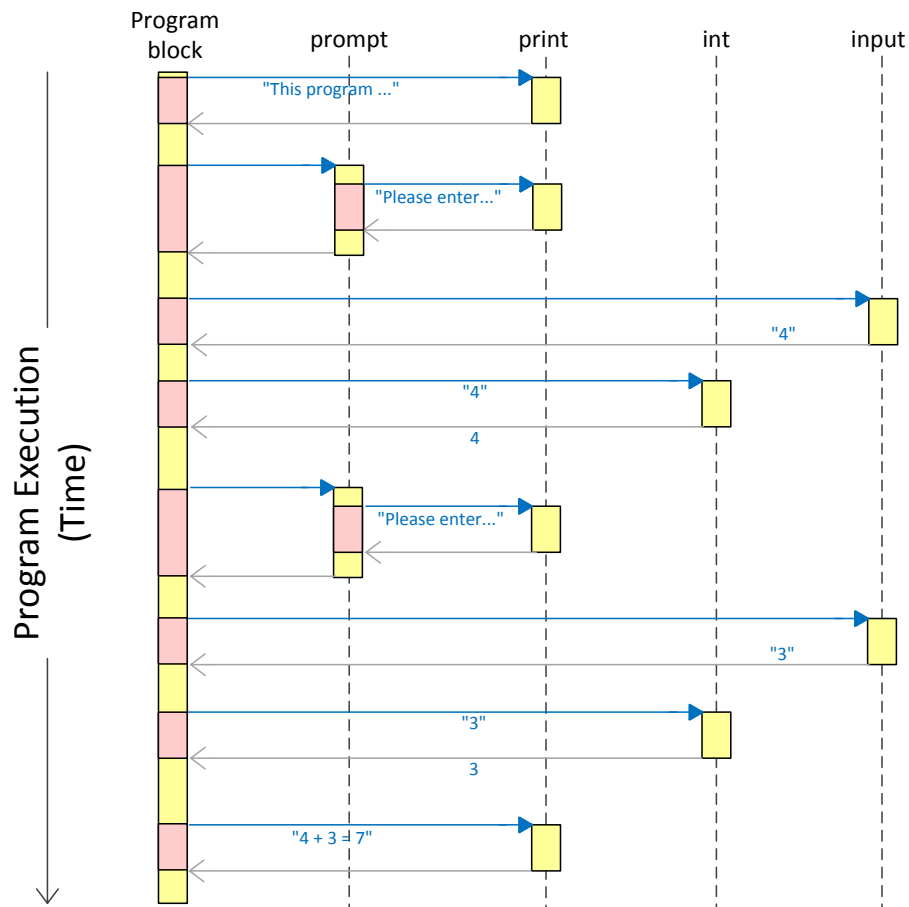 Program
block
prompt
print
int
input
"This program ..."
"Please enter..."
"4"
"4"
4
"Please enter..."
"3"
"3"
3
"4 + 3 = 7"
Program Execution
(Time)